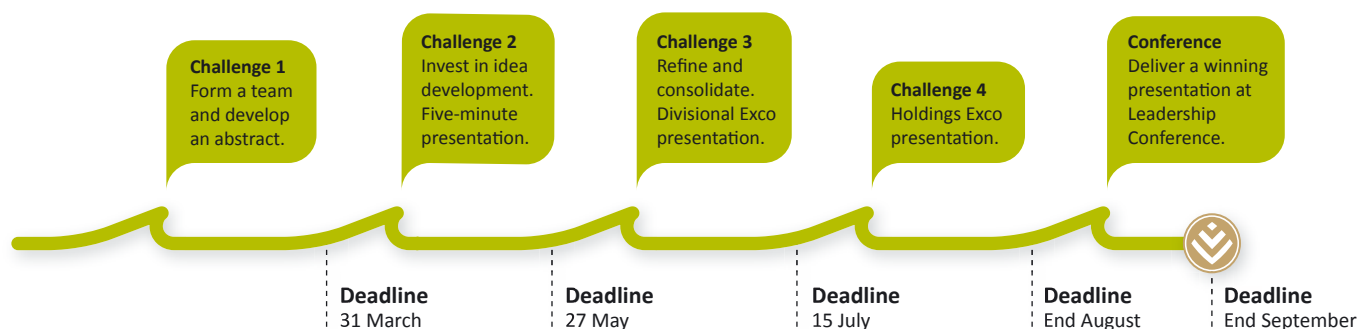 Challenge 1
Form a team
and develop
an abstract.
Challenge 2
Invest in idea
development.
Five-minute
presentation.
Challenge 3
Refine and
consolidate.
Divisional Exco
presentation.
Challenge 4
Holdings Exco
presentation.
Conference
Deliver a winning
presentation at
Leadership
Conference.
Deadline
31 March
Deadline
27 May
Deadline
15 July
Deadline
End August
Deadline
End September